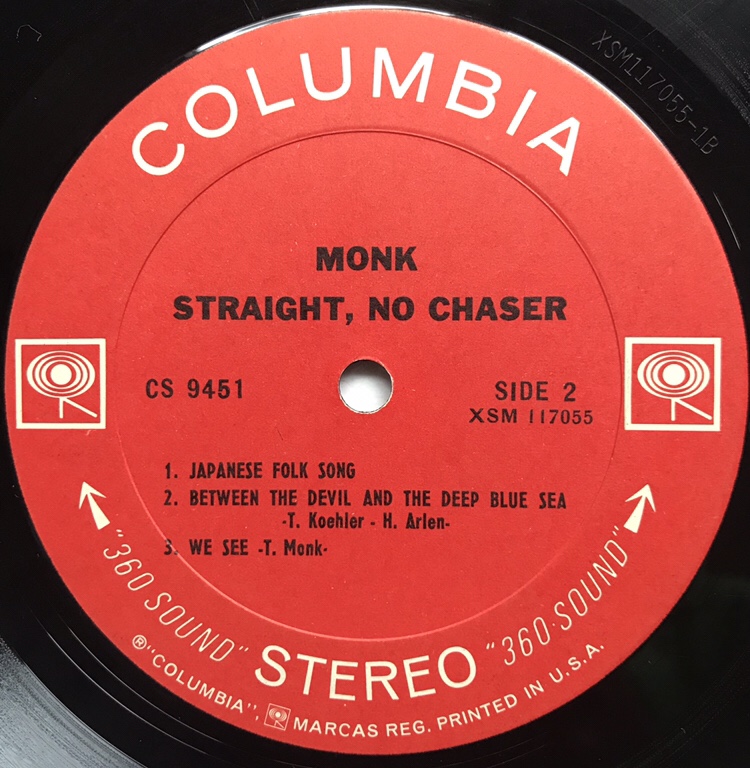 COLUMBIA
XSM117055-1B
MONK
STRAIGHT, NO CHASER
CS 9451
SIDE 2
XSM 117055
1. JAPANESE FOLK SONG
2. BETWEEN THE DEVIL AND THE DEEP BLUE SEA
-T. Koehler - H. Arlen-
3. WE SEE -T. Monk-
"360 SOUND" STEREO "360 SOUND"
®"COLUMBIA", MARCAS REG. PRINTED IN U.S.A.